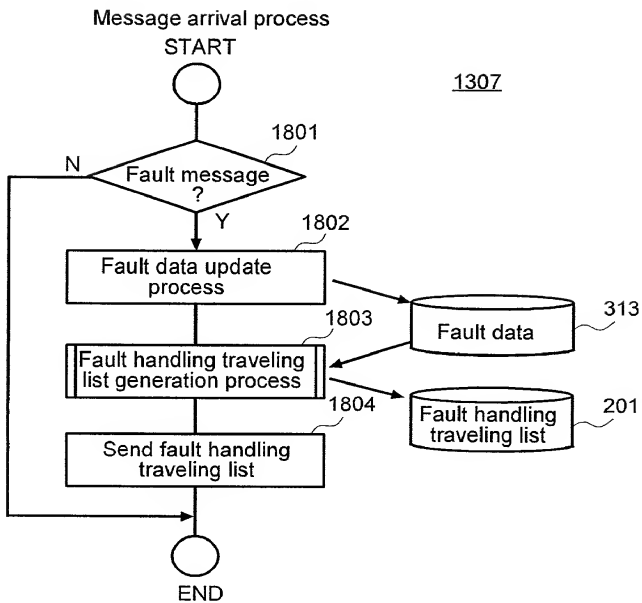 Message arrival process
START
1307
1801
N
Fault message
?
Y
1802
Fault data update
process
1803
313
Fault data
Fault handling traveling
list generation process
1804
201
Fault handling
traveling list
Send fault handling
traveling list
END